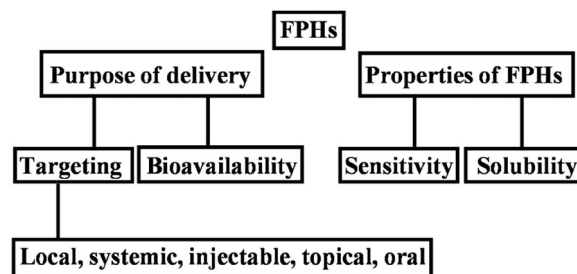 FPHs
Purpose of delivery
Properties of FPHs
Targeting
Bioavailability
Sensitivity
Solubility
Local, systemic, injectable, topical, oral